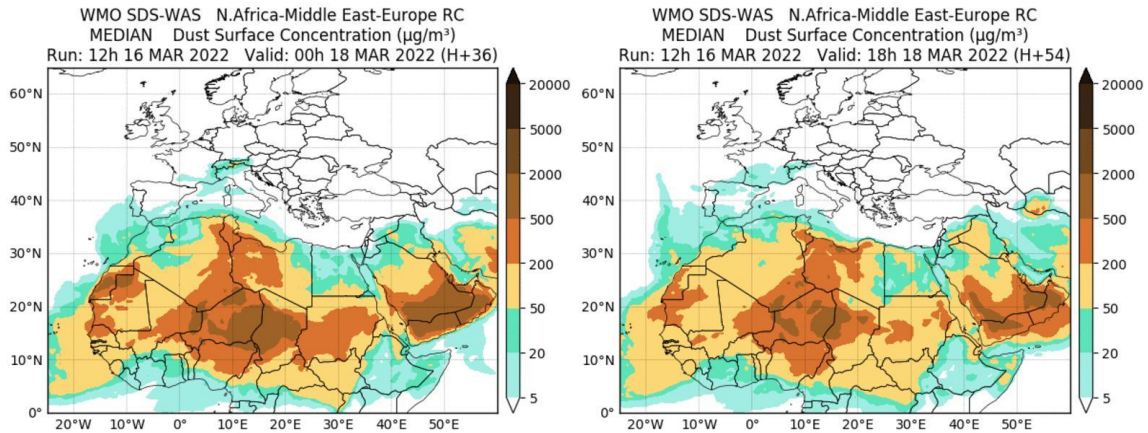 WMO SDS-WAS N.Africa-Middle East-Europe RC
MEDIAN Dust Surface Concentration (µg/m³)
Run: 12h 16 MAR 2022 Valid: 00h 18 MAR 2022 (H+36)
60°N
50°N
40°N
30°N
20°N
10°N
0°
20°W
10°W
0°
10°E
20°E
30°E
40°E
50°E
20000
5000
2000
500
200
50
20
5
WMO SDS-WAS N.Africa-Middle East-Europe RC
MEDIAN Dust Surface Concentration (µg/m³)
Run: 12h 16 MAR 2022 Valid: 18h 18 MAR 2022 (H+54)
60°N
50°N
40°N
30°N
20°N
10°N
0°
20°W
10°W
0°
10°E
20°E
30°E
40°E
50°E
20000
5000
2000
500
200
50
20
5